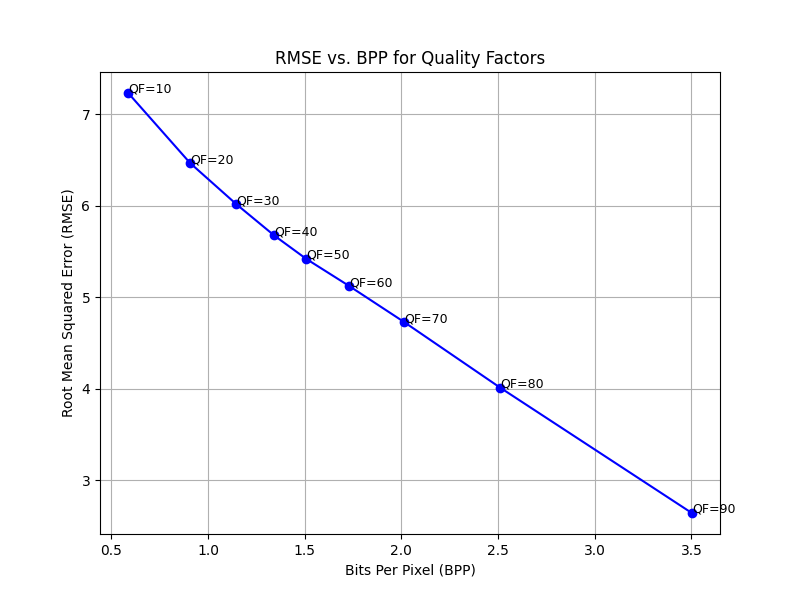 RMSE vs. BPP for Quality Factors
Root Mean Squared Error (RMSE)
7
6
5
4
3
QF=10
QF=20
QF=30
QF=40
QF=50
QF=60
QF=70
QF=80
QF=90
0.5 1.0 1.5 2.0 2.5 3.0 3.5
Bits Per Pixel (BPP)